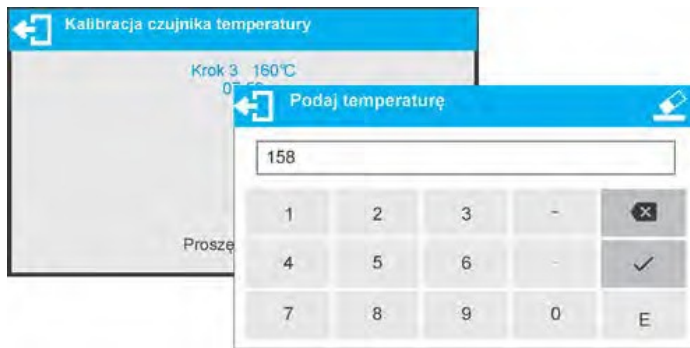 Kalibracja czujnika temperatury
Krok 3 160°C
Podaj temperaturę
158
1 2 3 -
Proszę
4 5 6
7 8 9 0 E